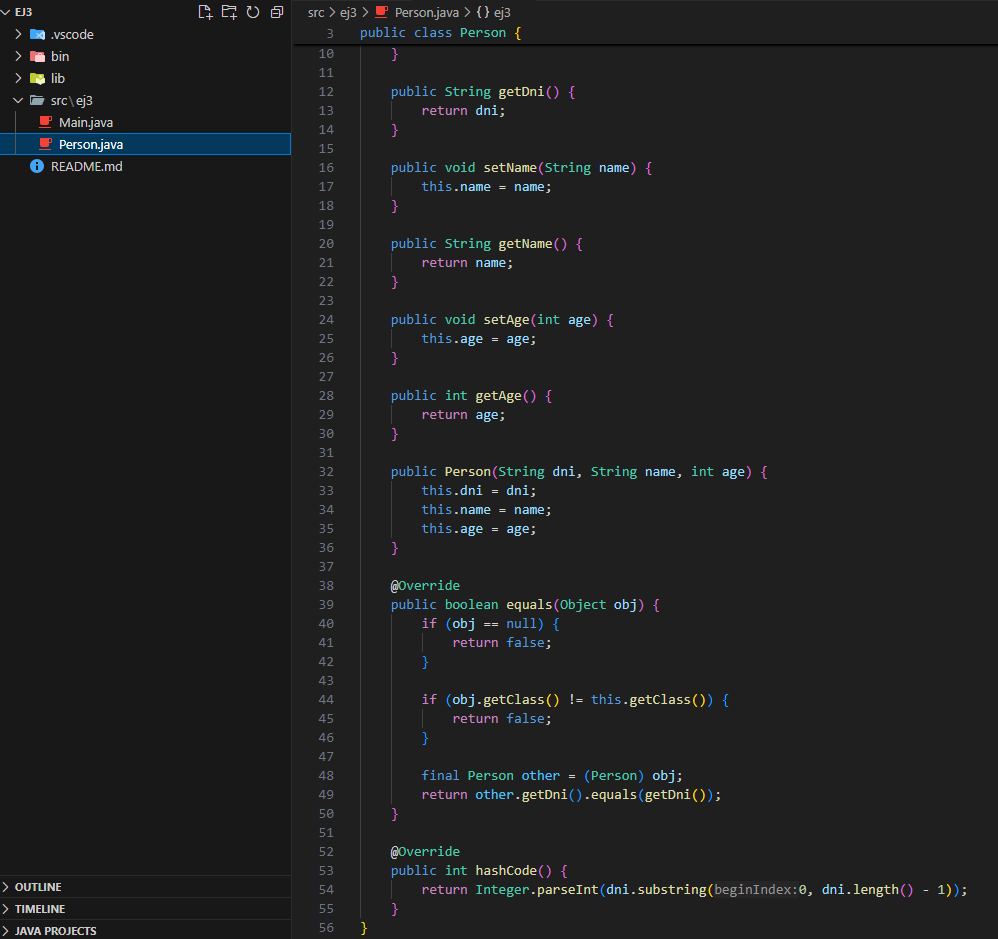 EJ3
.vscode
bin
lib
src\ej3
Main.java
Person.java
README.md
OUTLINE
TIMELINE
JAVA PROJECTS
src > ej3 > Person.java > {} ej3
3 public class Person {
10 }
11
12 public String getDni() {
13 return dni;
14 }
15
16 public void setName(String name) {
17 this.name = name;
18 }
19
20 public String getName() {
21 return name;
22 }
23
24 public void setAge(int age) {
25 this.age = age;
26 }
27
28 public int getAge() {
29 return age;
30 }
31
32 public Person(String dni, String name, int age) {
33 this.dni = dni;
34 this.name = name;
35 this.age = age;
36 }
37
38 @Override
39 public boolean equals(Object obj) {
40 if (obj == null) {
41 return false;
42 }
43
44 if (obj.getClass() != this.getClass()) {
45 return false;
46 }
47
48 final Person other = (Person) obj;
49 return other.getDni().equals(getDni());
50 }
51
52 @Override
53 public int hashCode() {
54 return Integer.parseInt(dni.substring(beginIndex:0, dni.length() - 1));
55 }
56 }